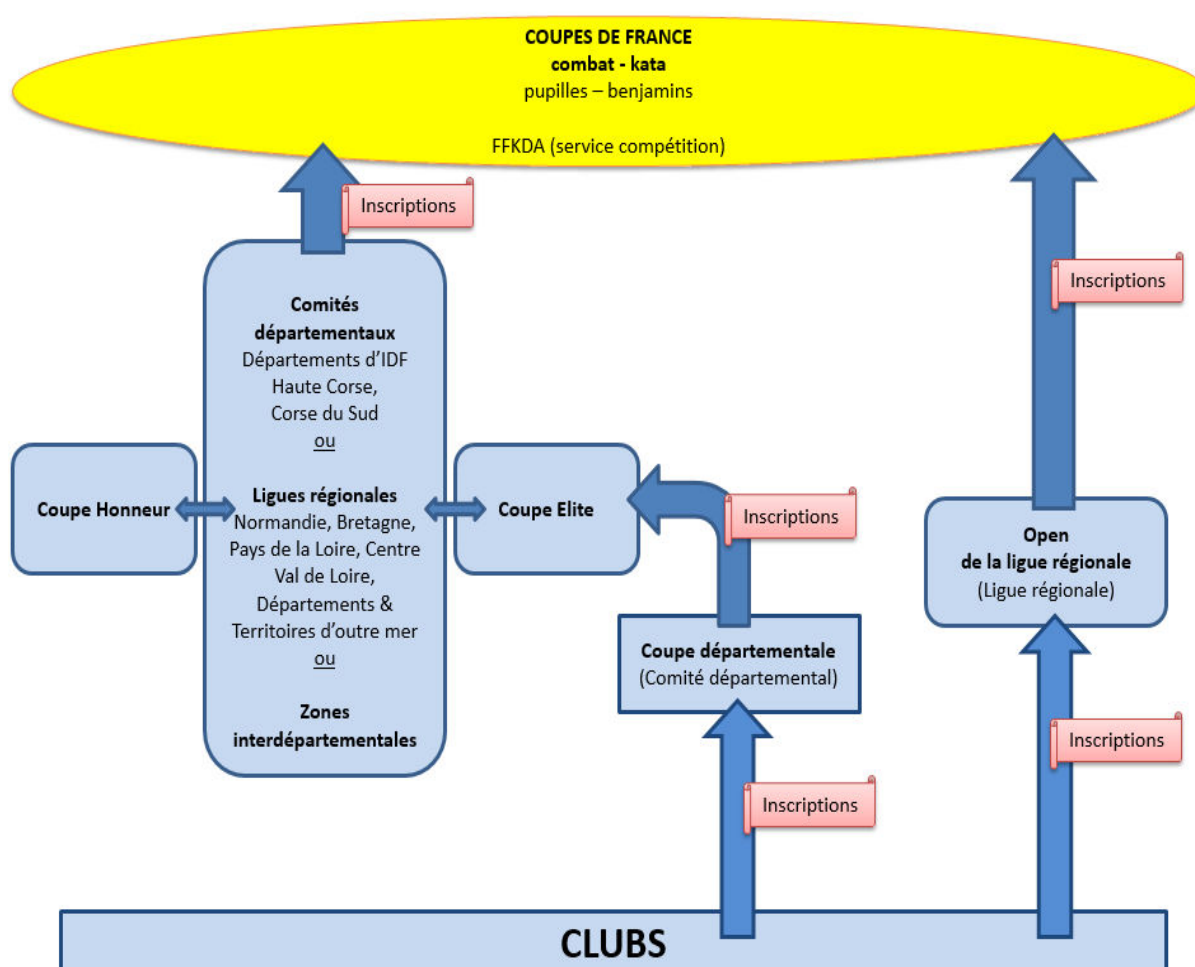 COUPES DE FRANCE
combat - kata
pupilles – benjamins
FFKDA (service compétition)
Inscriptions
Inscriptions
Comités
départementaux
Départements d’IDF
Haute Corse,
Corse du Sud
ou
Ligues régionales
Normandie, Bretagne,
Pays de la Loire, Centre
Val de Loire,
Départements &
Territoires d’outre mer
ou
Zones
interdépartementales
Coupe Honneur
Coupe Elite
Inscriptions
Open
de la ligue régionale
(Ligue régionale)
Coupe départementale
(Comité départemental)
Inscriptions
Inscriptions
CLUBS